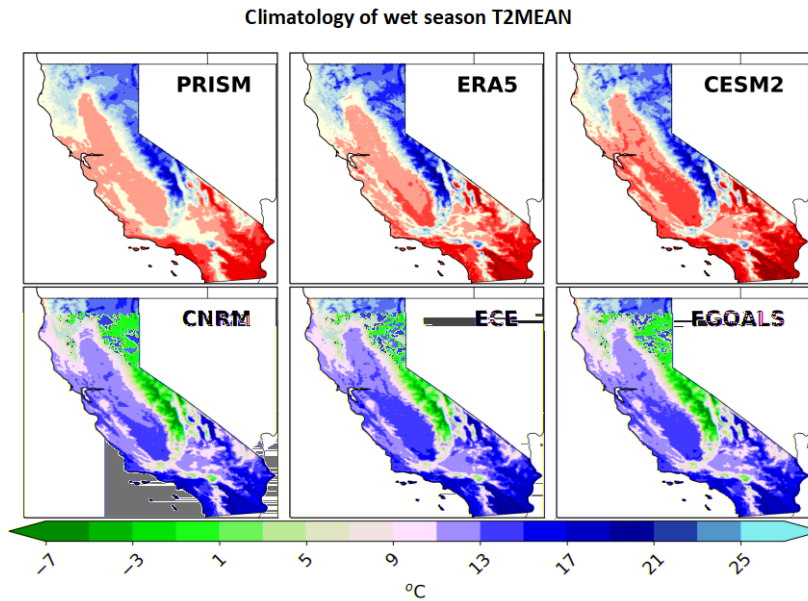 Climatology of wet season T2MEAN
PRISM
ERA5
CESM2
CNRM
ECE
FGOALS
−7 −3 1 5 9 13 17 21 25
°C